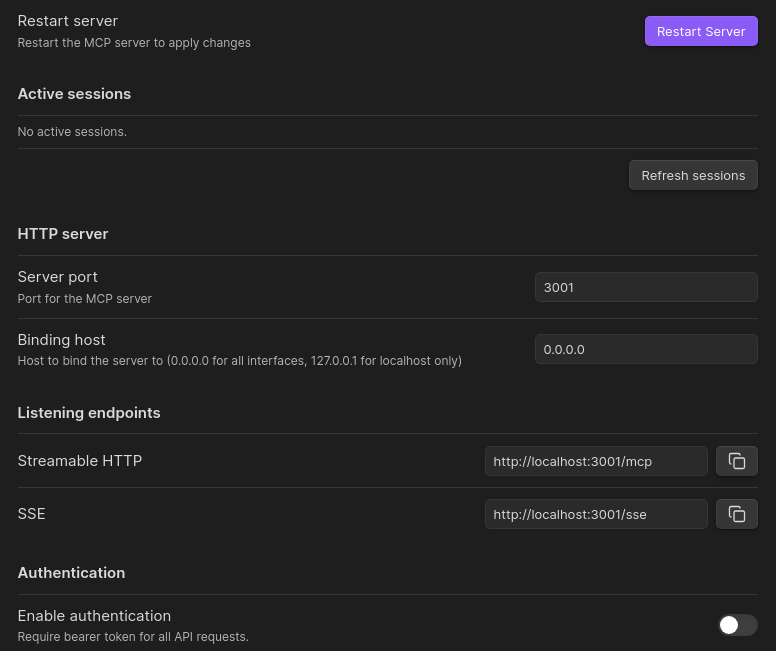 Restart server
Restart the MCP server to apply changes
Restart Server
Active sessions
No active sessions.
Refresh sessions
HTTP server
Server port
Port for the MCP server
3001
Binding host
Host to bind the server to (0.0.0.0 for all interfaces, 127.0.0.1 for localhost only)
0.0.0.0
Listening endpoints
Streamable HTTP
http://localhost:3001/mcp
SSE
http://localhost:3001/sse
Authentication
Enable authentication
Require bearer token for all API requests.